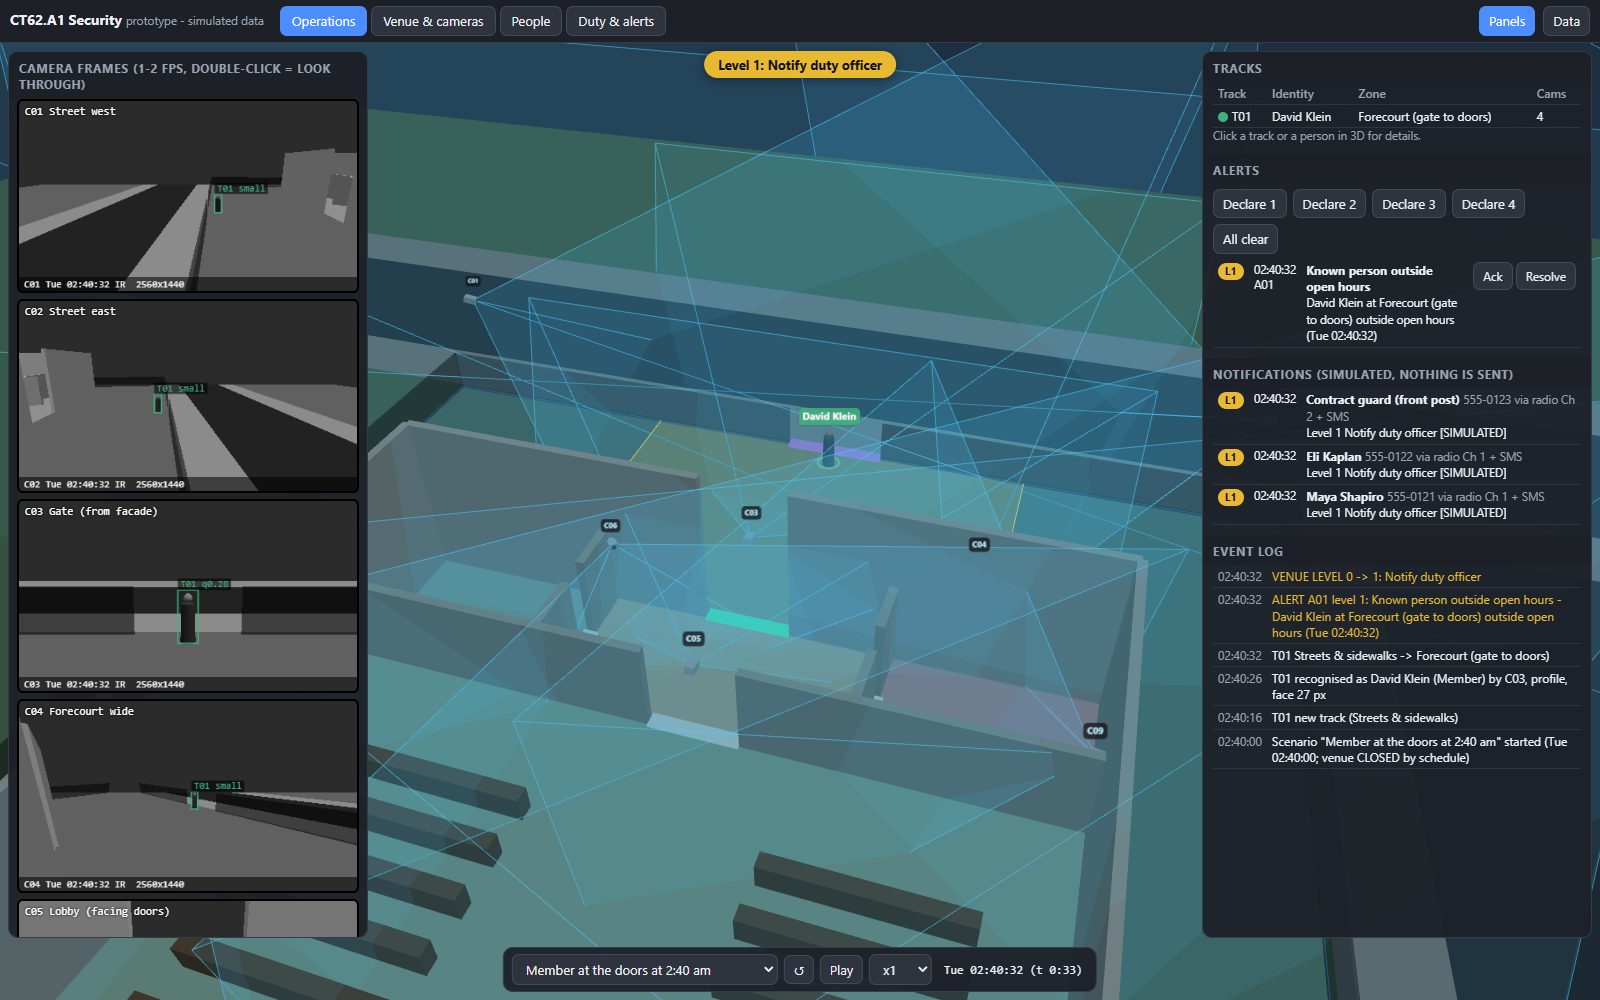 CT62.A1 Security prototype - simulated data
Operations
Venue & cameras
People
Duty & alerts
Panels
Data
CAMERA FRAMES (1-2 FPS, DOUBLE-CLICK = LOOK
THROUGH)
C01 Street west
T01 small
C01 Tue 02:40:32 IR 2560x1440
C02 Street east
T01 small
C02 Tue 02:40:32 IR 2560x1440
C03 Gate (from facade)
T01 q0.28
C03 Tue 02:40:32 IR 2560x1440
C04 Forecourt wide
T01 small
C04 Tue 02:40:32 IR 2560x1440
C05 Lobby (facing doors)
Level 1: Notify duty officer
C01
David Klein
C03
C06
C04
C05
C09
Member at the doors at 2:40 am
↺
Play
x1
Tue 02:40:32 (t 0:33)
TRACKS
Track Identity Zone Cams
T01 David Klein Forecourt (gate to doors) 4
Click a track or a person in 3D for details.
ALERTS
Declare 1
Declare 2
Declare 3
Declare 4
All clear
L1 02:40:32 Known person outside
A01 open hours
David Klein at Forecourt (gate
to doors) outside open hours
(Tue 02:40:32)
Ack
Resolve
NOTIFICATIONS (SIMULATED, NOTHING IS SENT)
L1 02:40:32 Contract guard (front post) 555-0123 via radio Ch
2 + SMS
Level 1 Notify duty officer [SIMULATED]
L1 02:40:32 Eli Kaplan 555-0122 via radio Ch 1 + SMS
Level 1 Notify duty officer [SIMULATED]
L1 02:40:32 Maya Shapiro 555-0121 via radio Ch 1 + SMS
Level 1 Notify duty officer [SIMULATED]
EVENT LOG
02:40:32 VENUE LEVEL 0 -> 1: Notify duty officer
02:40:32 ALERT A01 level 1: Known person outside open hours -
David Klein at Forecourt (gate to doors) outside open
hours (Tue 02:40:32)
02:40:32 T01 Streets & sidewalks -> Forecourt (gate to doors)
02:40:26 T01 recognised as David Klein (Member) by C03, profile,
face 27 px
02:40:16 T01 new track (Streets & sidewalks)
02:40:00 Scenario "Member at the doors at 2:40 am" started (Tue
02:40:00; venue CLOSED by schedule)